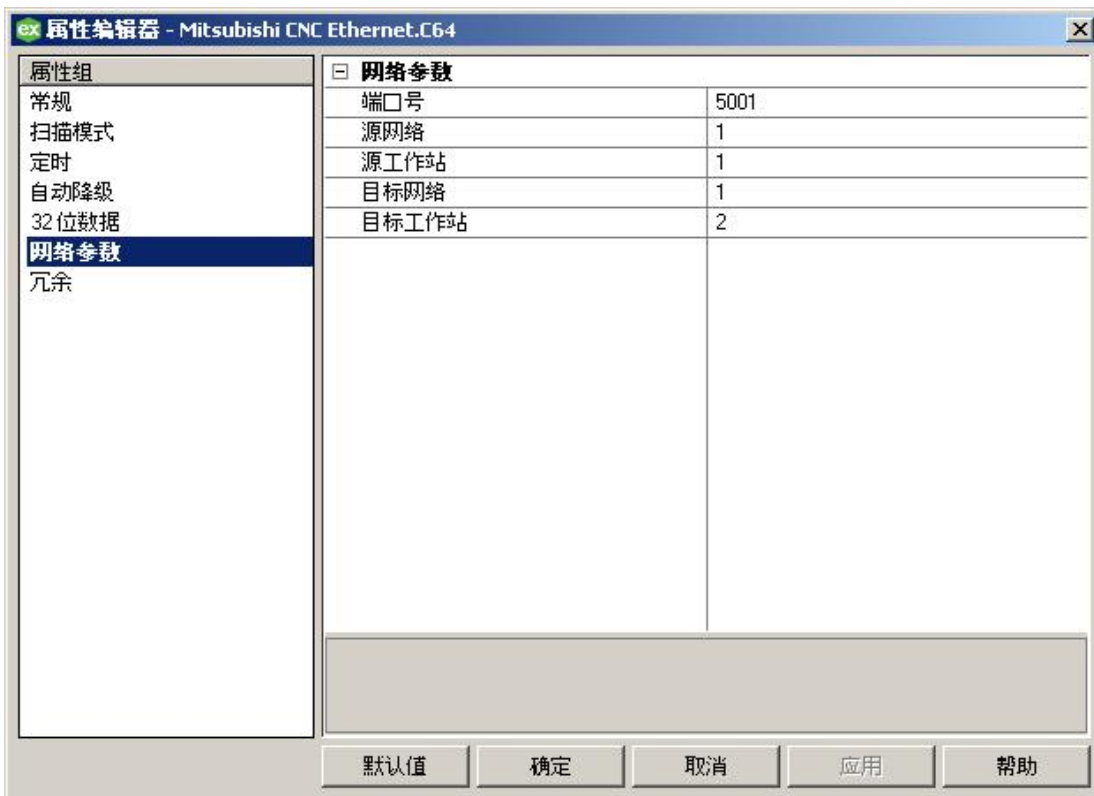 ex 属性编辑器 - Mitsubishi CNC Ethernet.C64
属性组
常规
扫描模式
定时
自动降级
32 位数据
网络参数
冗余
网络参数
端口号 5001
源网络 1
源工作站 1
目标网络 1
目标工作站 2
默认值 确定 取消 应用 帮助